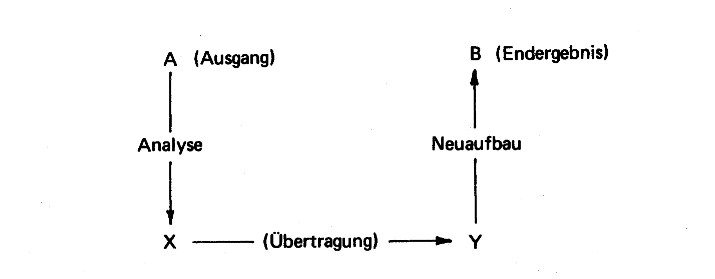 A (Ausgang) B (Endergebnis)
Analyse Neuaufbau
X (Übertragung) Y